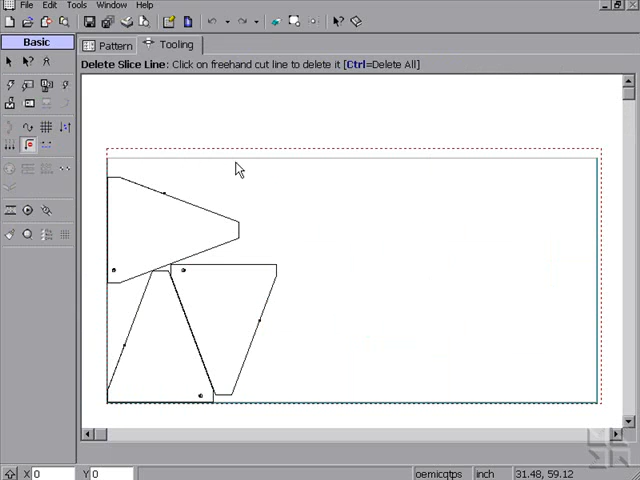 File Edit Tools Window Help
Basic
Pattern Tooling
Delete Slice Line: Click on freehand cut line to delete it [Ctrl=Delete All]
X 0 Y 0 oemicqtps inch 31.48, 59.12